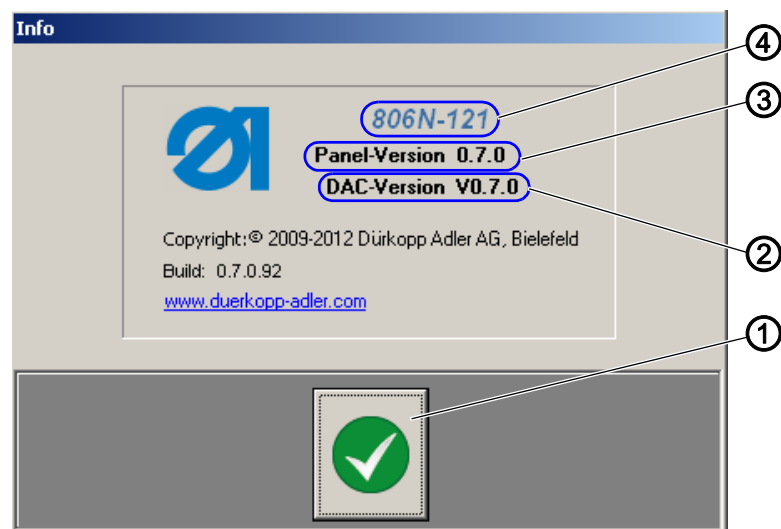 Info
806N-121
Panel-Version 0.7.0
DAC-Version V0.7.0
Copyright:© 2009-2012 Dürkopp Adler AG, Bielefeld
Build: 0.7.0.92
www.duerkopp-adler.com
4
3
2
1